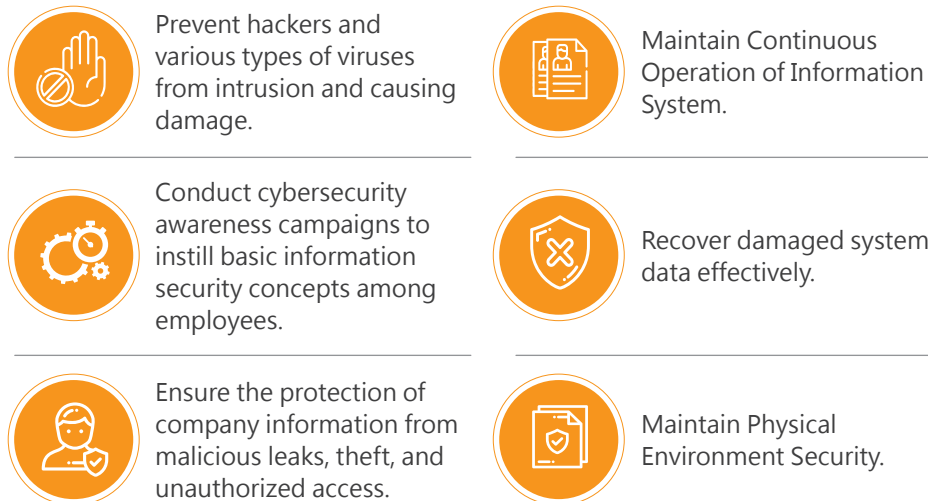 Prevent hackers and
various types of viruses
from intrusion and causing
damage.
Maintain Continuous
Operation of Information
System.
Conduct cybersecurity
awareness campaigns to
instill basic information
security concepts among
employees.
Recover damaged system
data effectively.
Ensure the protection of
company information from
malicious leaks, theft, and
unauthorized access.
Maintain Physical
Environment Security.